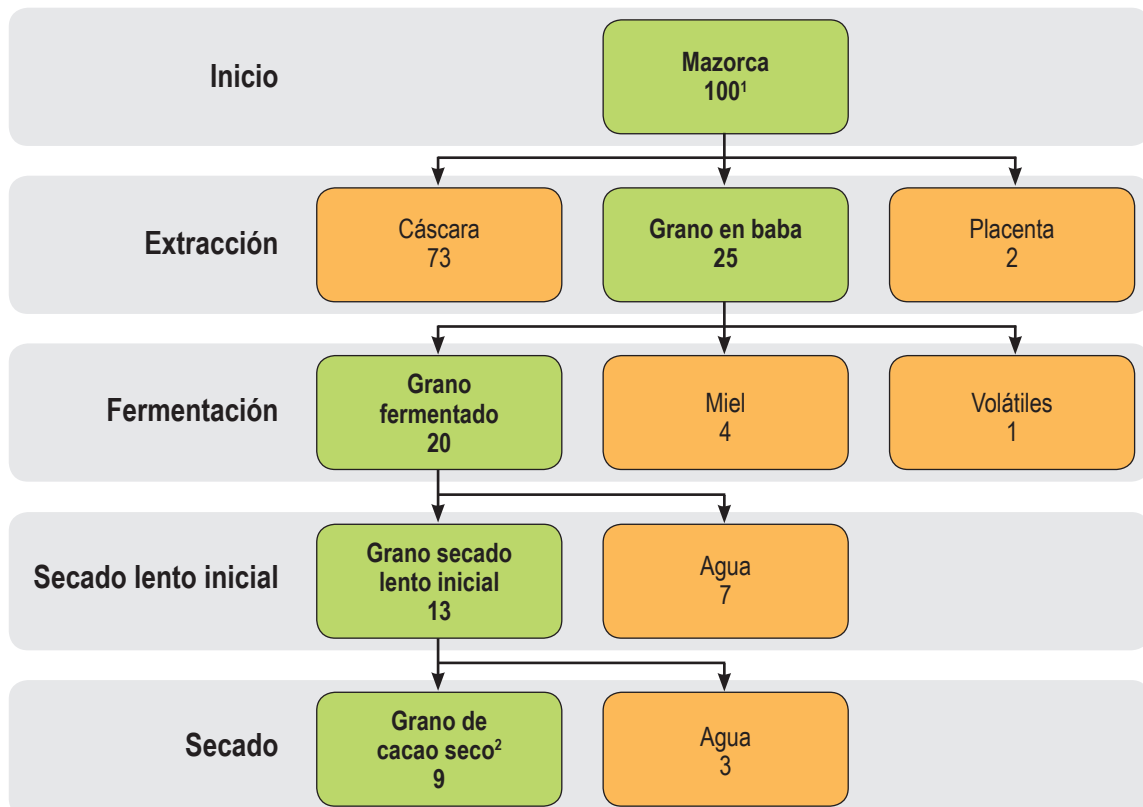 Inicio
Mazorca
100¹
Extracción
Cáscara
73
Grano en baba
25
Placenta
2
Fermentación
Grano
fermentado
20
Miel
4
Volátiles
1
Secado lento inicial
Grano secado
lento inicial
13
Agua
7
Secado
Grano de
cacao seco²
9
Agua
3